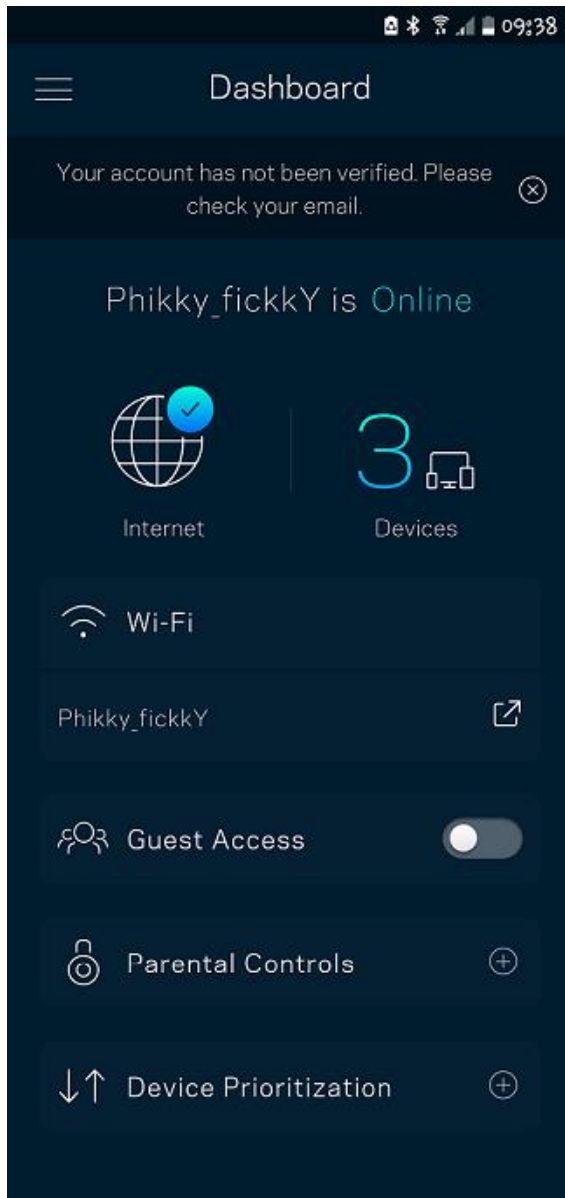 09:38
Dashboard
Your account has not been verified. Please
check your email.
Phikky_fickkY is Online
Internet
3
Devices
Wi-Fi
Phikky_fickkY
Guest Access
Parental Controls
Device Prioritization